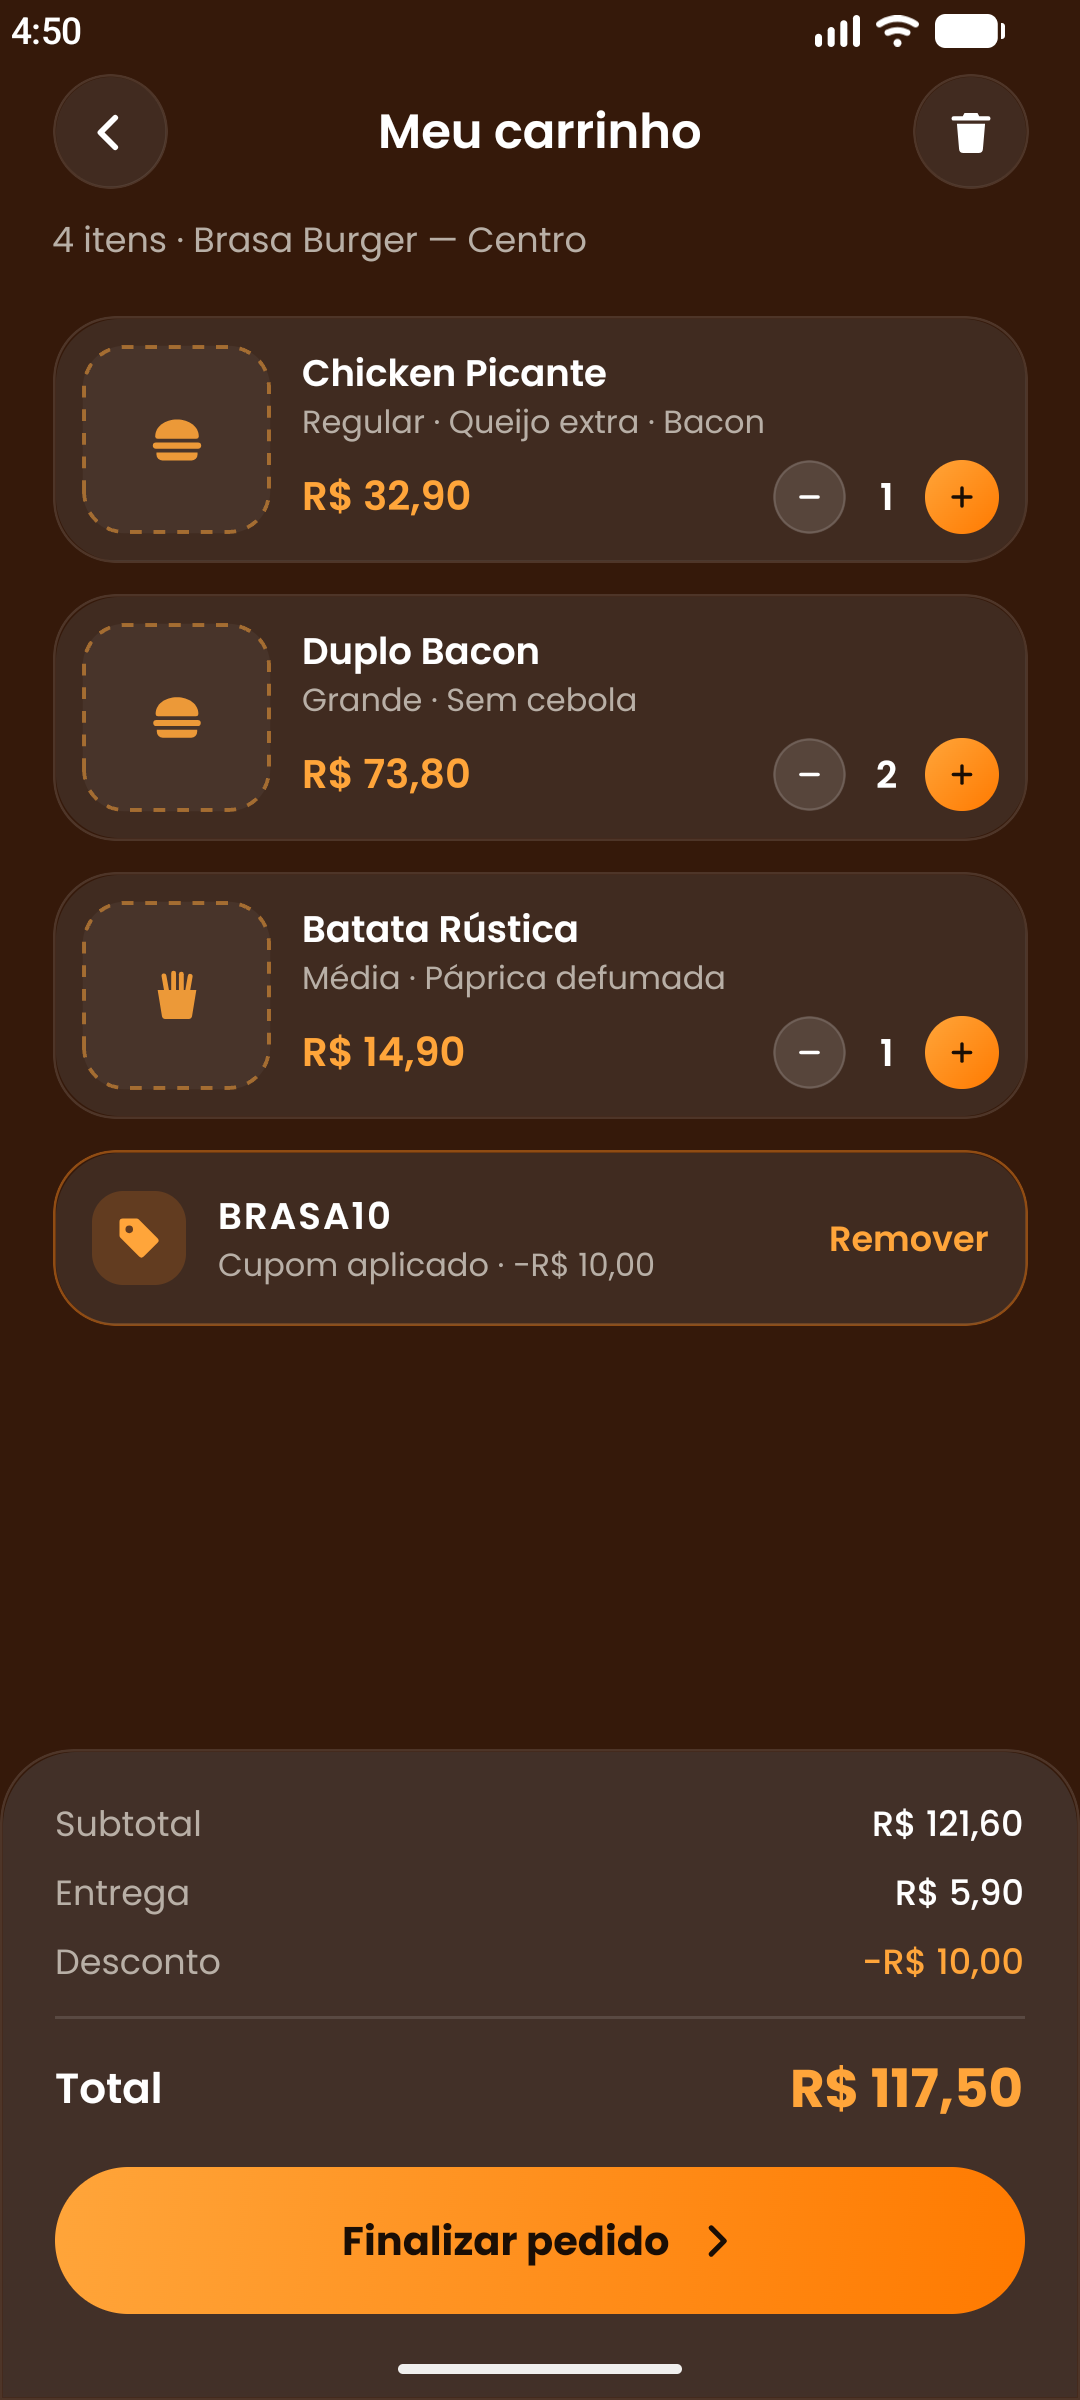 4:50
Meu carrinho
4 itens · Brasa Burger — Centro
Chicken Picante
Regular · Queijo extra · Bacon
R$ 32,90
− 1 +
Duplo Bacon
Grande · Sem cebola
R$ 73,80
− 2 +
Batata Rústica
Média · Páprica defumada
R$ 14,90
− 1 +
BRASA10
Cupom aplicado · −R$ 10,00
Remover
Subtotal R$ 121,60
Entrega R$ 5,90
Desconto −R$ 10,00
Total R$ 117,50
Finalizar pedido